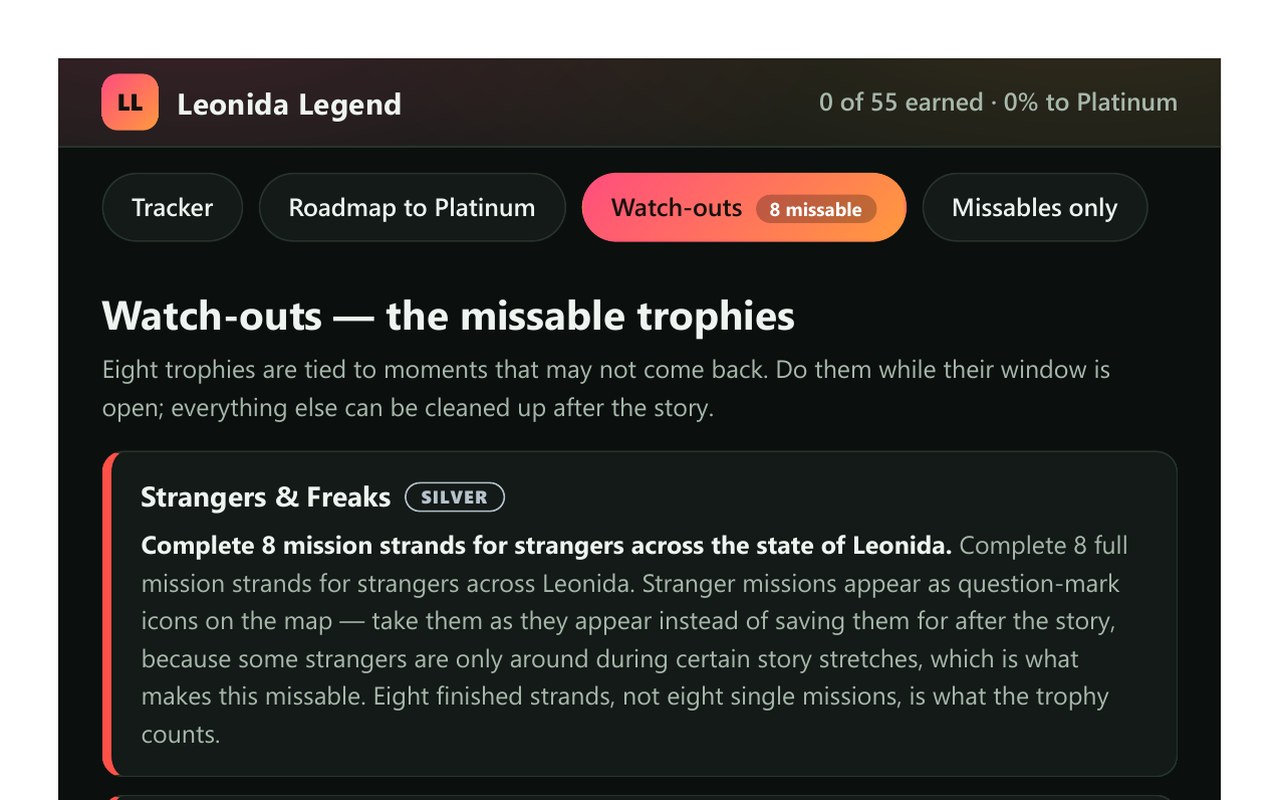 LL
Leonida Legend
0 of 55 earned · 0% to Platinum
Tracker
Roadmap to Platinum
Watch-outs 8 missable
Missables only
Watch-outs — the missable trophies
Eight trophies are tied to moments that may not come back. Do them while their window is
open; everything else can be cleaned up after the story.
Strangers & Freaks SILVER
Complete 8 mission strands for strangers across the state of Leonida. Complete 8 full
mission strands for strangers across Leonida. Stranger missions appear as question-mark
icons on the map — take them as they appear instead of saving them for after the story,
because some strangers are only around during certain story stretches, which is what
makes this missable. Eight finished strands, not eight single missions, is what the trophy
counts.